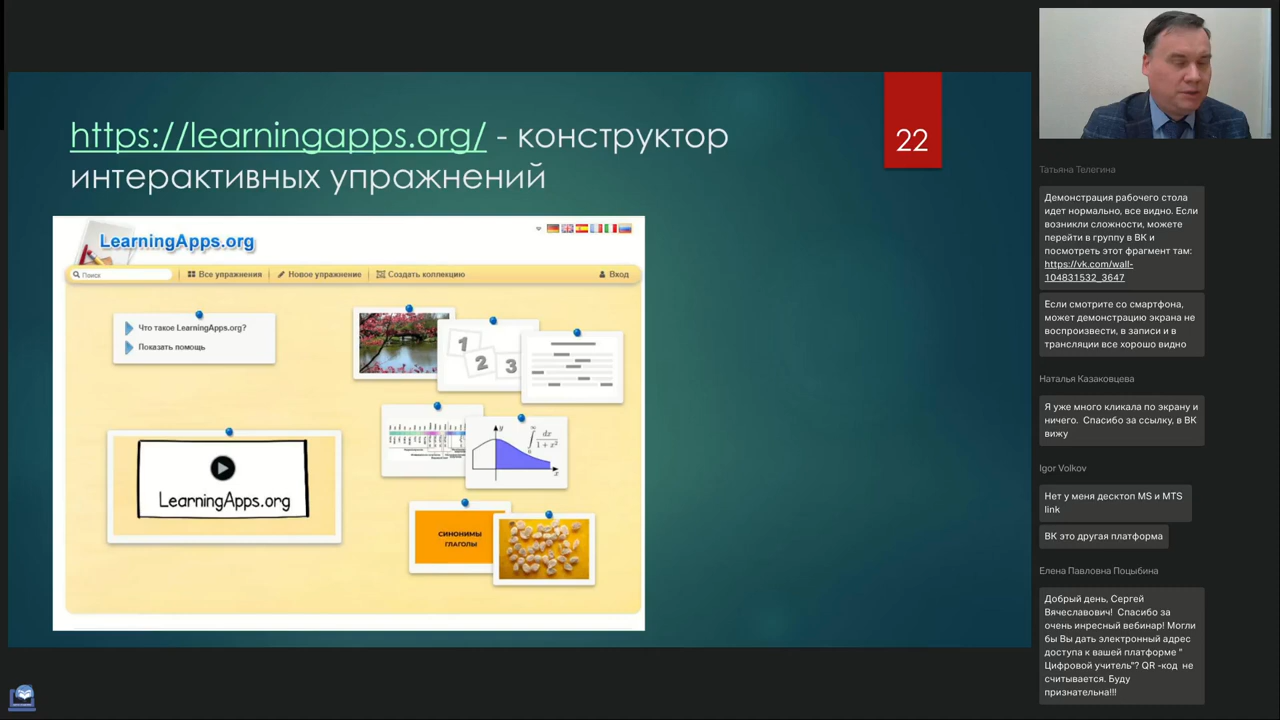 https://learningapps.org/ - конструктор
интерактивных упражнений
22
LearningApps.org
Поиск
Все упражнения
Новое упражнение
Создать коллекцию
Вход
Что такое LearningApps.org?
Показать помощь
1
2
3
y
dx
1+x²
x
LearningApps.org
СИНОНИМЫ
ГЛАГОЛЫ
Татьяна Телегина
Демонстрация рабочего стола
идет нормально, все видно. Если
возникли сложности, можете
перейти в группу в ВК и
посмотреть этот фрагмент там:
https://vk.com/wall-
104831532_3647
Если смотрите со смартфона,
может демонстрацию экрана не
воспроизвести, в записи и в
трансляции все хорошо видно
Наталья Казаковцева
Я уже много кликала по экрану и
ничего. Спасибо за ссылку, в ВК
вижу
Igor Volkov
Нет у меня десктоп MS и MTS
link
ВК это другая платформа
Елена Павловна Поцыбина
Добрый день, Сергей
Вячеславович! Спасибо за
очень инресный вебинар! Могли
бы Вы дать электронный адрес
доступа к вашей платформе "
Цифровой учитель"? QR -код не
считывается. Буду
признательна!!!